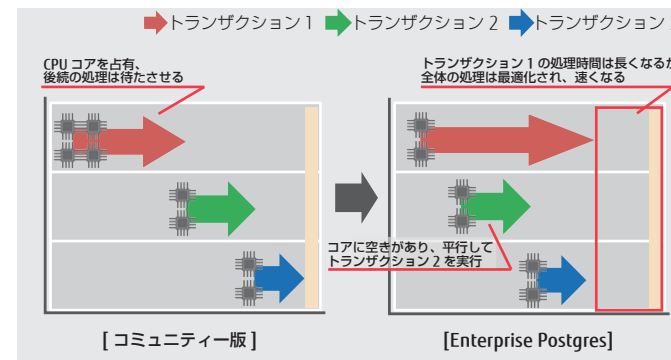 トランザクション 1 トランザクション 2 トランザクション
CPU コアを占有、
後続の処理は待たさせる
トランザクション 1 の処理時間は長くなるが
全体の処理は最適化され、速くなる
コアに空きがあり、平行して
トランザクション 2 を実行
[ コミュニティー版 ]
[Enterprise Postgres]